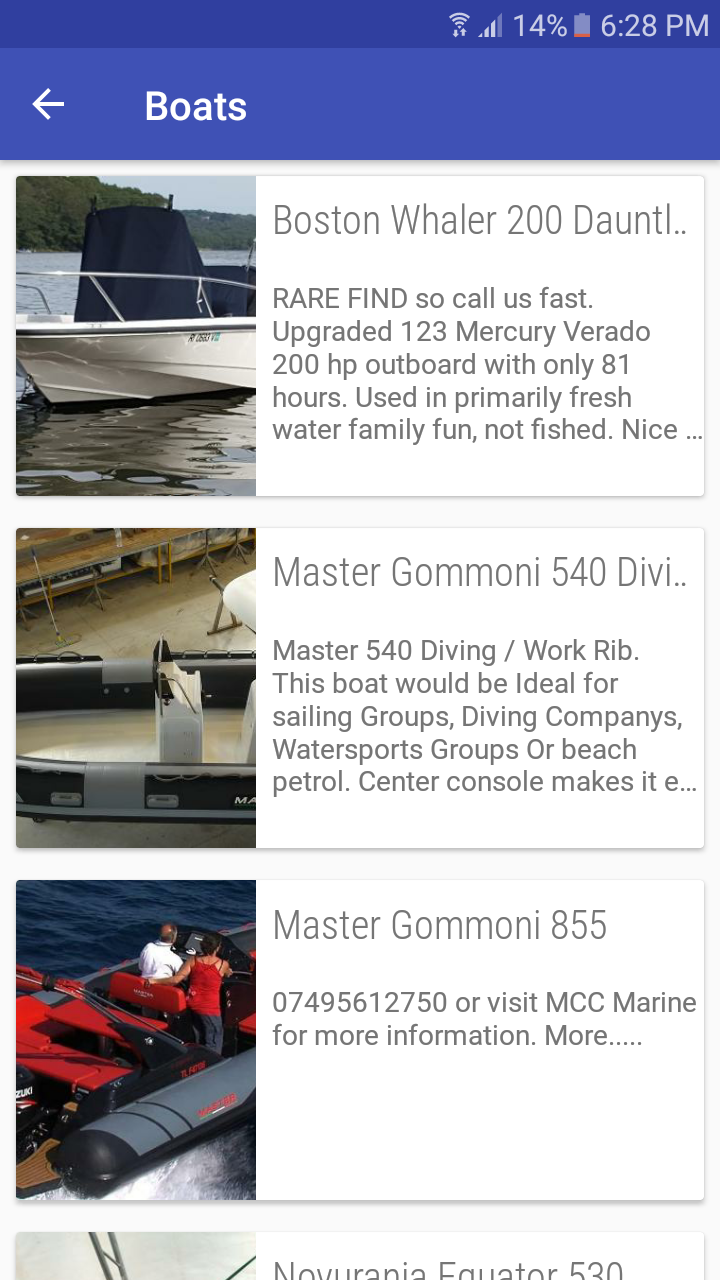 14% 6:28 PM
Boats
Boston Whaler 200 Dauntl…
RARE FIND so call us fast.
Upgraded 123 Mercury Verado
200 hp outboard with only 81
hours. Used in primarily fresh
water family fun, not fished. Nice …
Master Gommoni 540 Divi…
Master 540 Diving / Work Rib.
This boat would be Ideal for
sailing Groups, Diving Companys,
Watersports Groups Or beach
petrol. Center console makes it e…
MA
Master Gommoni 855
07495612750 or visit MCC Marine
for more information. More.....
ZUKI
MASTER
Novurania Equator 530